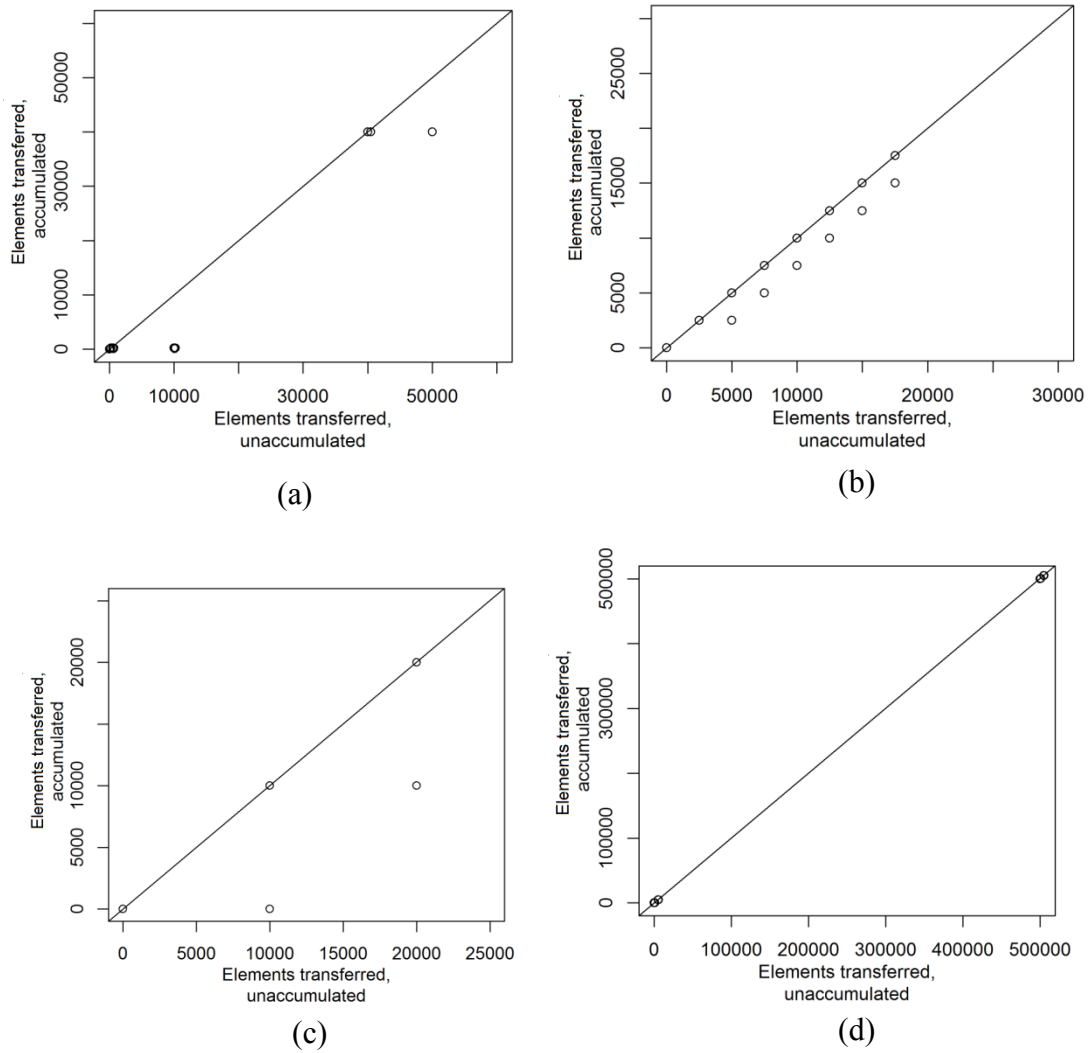 Elements transferred,
accumulated
50000
30000
10000
0
0
10000
30000
50000
Elements transferred,
unaccumulated
(a)
Elements transferred,
accumulated
25000
15000
5000
0
0
5000
10000
20000
30000
Elements transferred,
unaccumulated
(b)
Elements transferred,
accumulated
20000
10000
5000
0
0
5000
10000
15000
20000
25000
Elements transferred,
unaccumulated
(c)
Elements transferred,
accumulated
500000
300000
100000
0
0
100000
200000
300000
400000
500000
Elements transferred,
unaccumulated
(d)